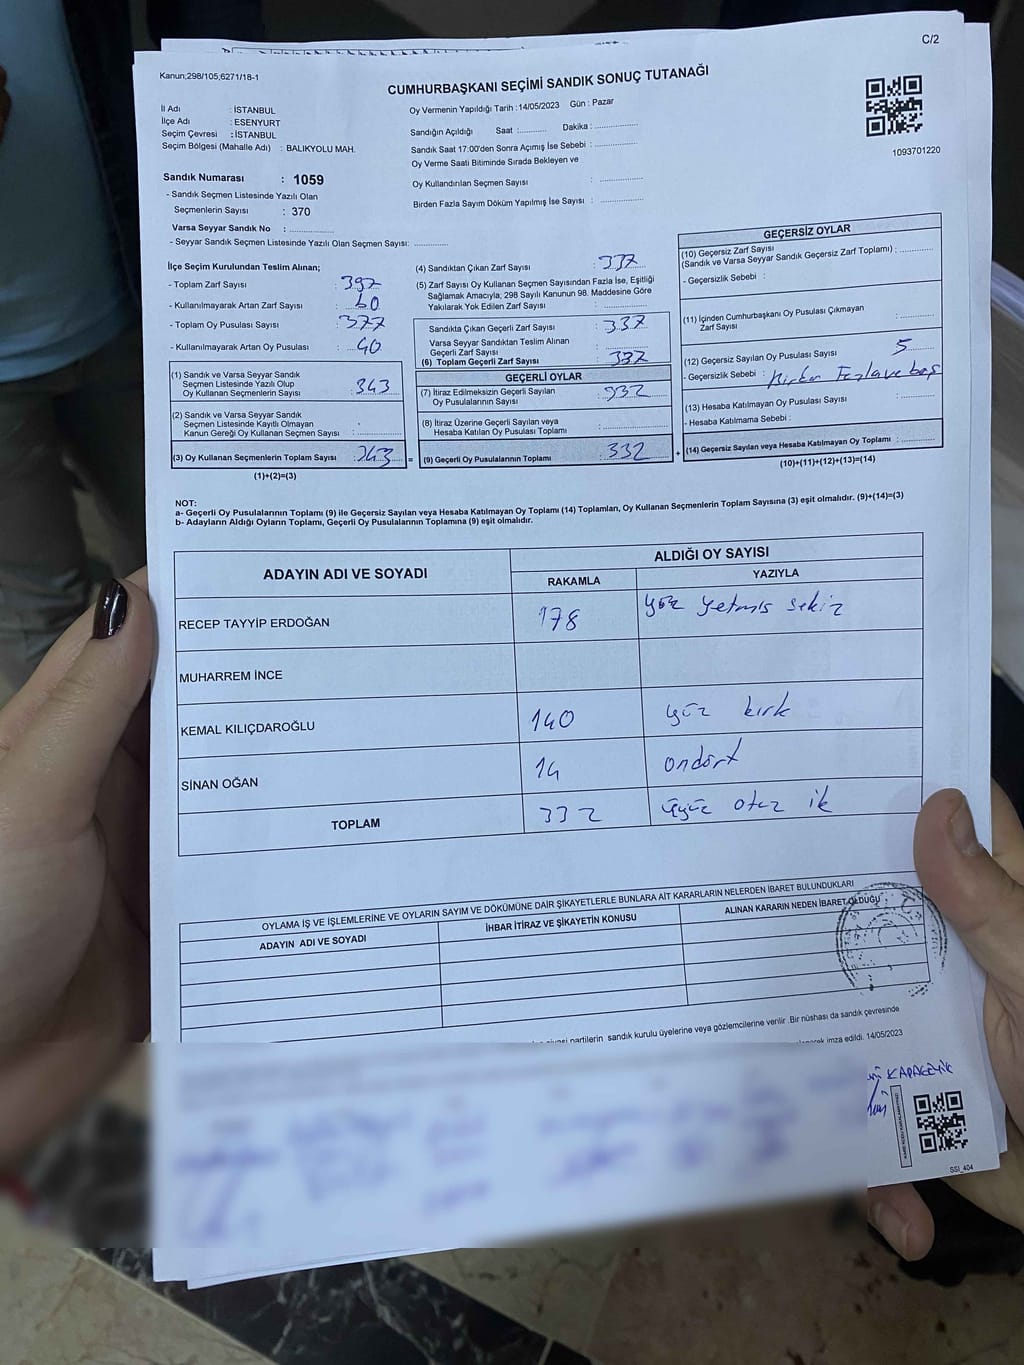 C/2
Kanun;298/105;6271/18-1
CUMHURBAŞKANI SEÇİMİ SANDIK SONUÇ TUTANAĞI
İl Adı : İSTANBUL
İlçe Adı : ESENYURT
Seçim Çevresi : İSTANBUL
Seçim Bölgesi (Mahalle Adı) : BALIKYOLU MAH.
Sandık Numarası : 1059
- Sandık Seçmen Listesinde Yazılı Olan
Seçmenlerin Sayısı : 370
Varsa Seyyar Sandık No : ..............
- Seyyar Sandık Seçmen Listesinde Yazılı Olan Seçmen Sayısı: ............
Oy Vermenin Yapıldığı Tarih :14/05/2023 Gün : Pazar
Sandığın Açıldığı Saat :.......... Dakika : ................
Sandık Saat 17:00'den Sonra Açımış İse Sebebi : ...............
Oy Verme Saati Bitiminde Sırada Bekleyen ve
Oy Kullandırılan Seçmen Sayısı : ...............
Birden Fazla Sayım Döküm Yapılmış İse Sayısı : ...............
1093701220
İlçe Seçim Kurulundan Teslim Alınan;
- Toplam Zarf Sayısı : 397
- Kullanılmayarak Artan Zarf Sayısı : 60
- Toplam Oy Pusulası Sayısı : 377
- Kullanılmayarak Artan Oy Pusulası : 40
(1) Sandık ve Varsa Seyyar Sandık
Seçmen Listesinde Yazılı Olup
Oy Kullanan Seçmenlerin Sayısı : 343
(2) Sandık ve Varsa Seyyar Sandık
Seçmen Listesinde Kayıtlı Olmayan
Kanun Gereği Oy Kullanan Seçmen Sayısı :................
(3) Oy Kullanan Seçmenlerin Toplam Sayısı : 343 =
(1)+(2)=(3)
(4) Sandıktan Çıkan Zarf Sayısı : 337
(5) Zarf Sayısı Oy Kullanan Seçmen Sayısından Fazla İse, Eşitliği
Sağlamak Amacıyla; 298 Sayılı Kanunun 98. Maddesine Göre
Yakılarak Yok Edilen Zarf Sayısı : ...............
Sandıkta Çıkan Geçerli Zarf Sayısı : 337
Varsa Seyyar Sandıktan Teslim Alınan
Geçerli Zarf Sayısı : ...............
(6) Toplam Geçerli Zarf Sayısı : 337
GEÇERLİ OYLAR
(7) İtiraz Edilmeksizin Geçerli Sayılan
Oy Pusulalarının Sayısı : 332
(8) İtiraz Üzerine Geçerli Sayılan veya
Hesaba Katılan Oy Pusulası Toplamı : ...............
(9) Geçerli Oy Pusulalarının Toplamı : 332 +
GEÇERSİZ OYLAR
(10) Geçersiz Zarf Sayısı
(Sandık ve Varsa Seyyar Sandık Geçersiz Zarf Toplamı) : ............
- Geçersizlik Sebebi :
(11) İçinden Cumhurbaşkanı Oy Pusulası Çıkmayan
Zarf Sayısı : ............
(12) Geçersiz Sayılan Oy Pusulası Sayısı : 5
- Geçersizlik Sebebi : Birden Fazla ve boş
(13) Hesaba Katılmayan Oy Pusulası Sayısı : ............
- Hesaba Katılmama Sebebi :
(14) Geçersiz Sayılan veya Hesaba Katılmayan Oy Toplamı : ............
(10)+(11)+(12)+(13)=(14)
NOT:
a- Geçerli Oy Pusulalarının Toplamı (9) ile Geçersiz Sayılan veya Hesaba Katılmayan Oy Toplamı (14) Toplamları, Oy Kullanan Seçmenlerin Toplam Sayısına (3) eşit olmalıdır. (9)+(14)=(3)
b- Adayların Aldığı Oyların Toplamı, Geçerli Oy Pusulalarının Toplamına (9) eşit olmalıdır.
ADAYIN ADI VE SOYADI ALDIĞI OY SAYISI
RAKAMLA YAZIYLA
RECEP TAYYİP ERDOĞAN 178 yüz yetmiş sekiz
MUHARREM İNCE
KEMAL KILIÇDAROĞLU 140 yüz kırk
SİNAN OĞAN 14 ondört
TOPLAM 332 üçyüz otuz ik
OYLAMA İŞ VE İŞLEMLERİNE VE OYLARIN SAYIM VE DÖKÜMÜNE DAİR ŞİKAYETLERLE BUNLARA AİT KARARLARIN NELERDEN İBARET BULUNDUKLARI
ADAYIN ADI VE SOYADI İHBAR İTİRAZ VE ŞİKAYETİN KONUSU ALINAN KARARIN NEDEN İBARET OLDUĞU
partilerin sandık kurulu üyelerine veya gözlemcilerine verilir .Bir nüshası da sandık çevresinde
imza edildi. 14/05/2023
KARAGEYİK
SSI_404